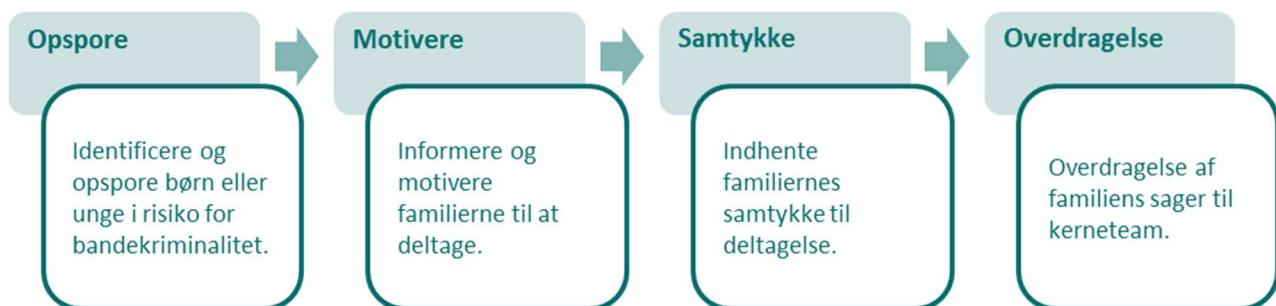 Opspore
Identificere og
opspore børn eller
unge i risiko for
bandekriminalitet.
Motivere
Informere og
motivere
familierne til at
deltage.
Samtykke
Indhente
familiernes
samtykke til
deltagelse.
Overdragelse
Overdragelse af
familiens sager til
kerneteam.